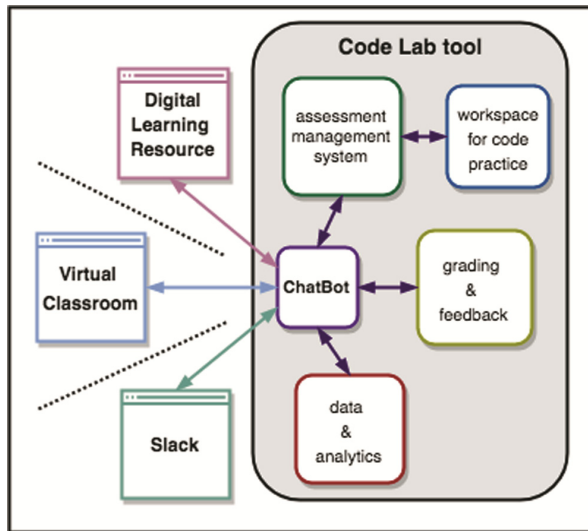 Code Lab tool
Digital
Learning
Resource
assessment
management
system
workspace
for code
practice
Virtual
Classroom
ChatBot
grading
&
feedback
Slack
data
&
analytics